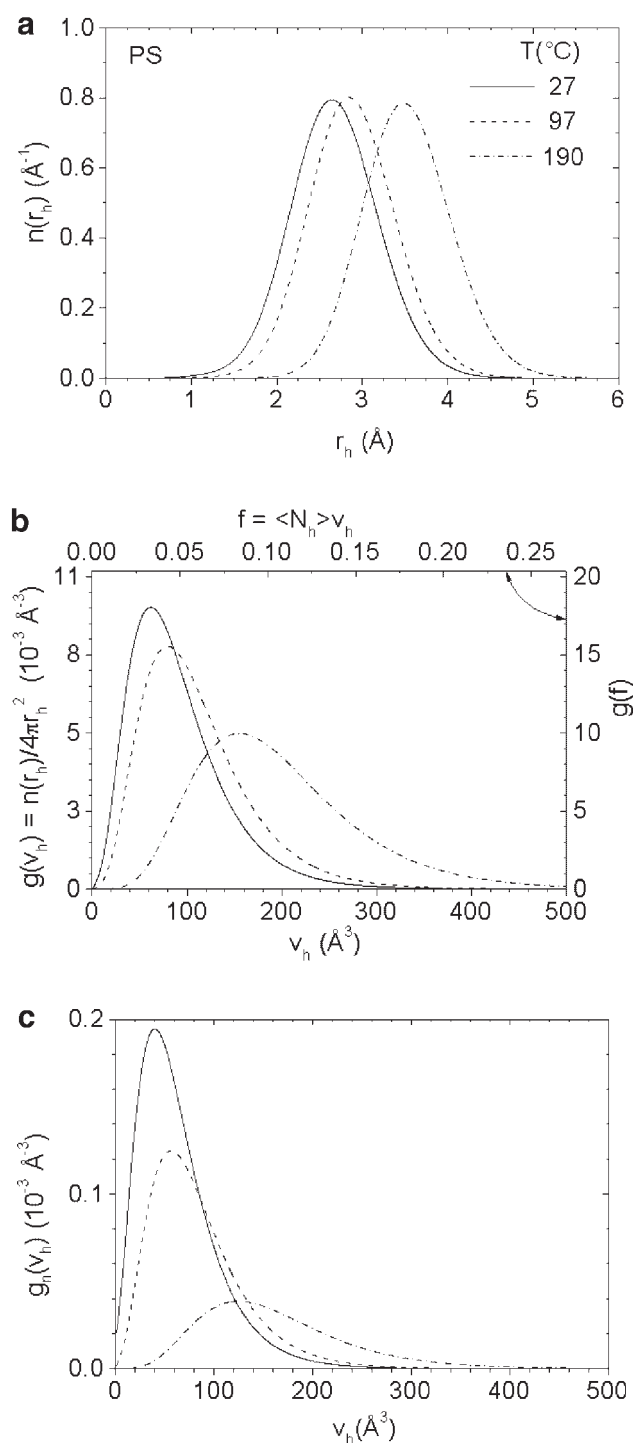 a
PS
T(°C)
27
97
190
1.0
0.8
0.6
0.4
0.2
0.0
n(r_h) (Å⁻¹)
0 1 2 3 4 5 6
r_h (Å)
b
f = <N_h>v_h
0.00 0.05 0.10 0.15 0.20 0.25
11
8
5
3
0
g(v_h) = n(r_h)/4πr_h² (10⁻³ Å⁻³)
20
15
10
5
0
g(f)
0 100 200 300 400 500
v_h (Å³)
c
0.2
0.1
0.0
g_n(v_h) (10⁻³ Å⁻³)
0 100 200 300 400 500
v_h(Å³)